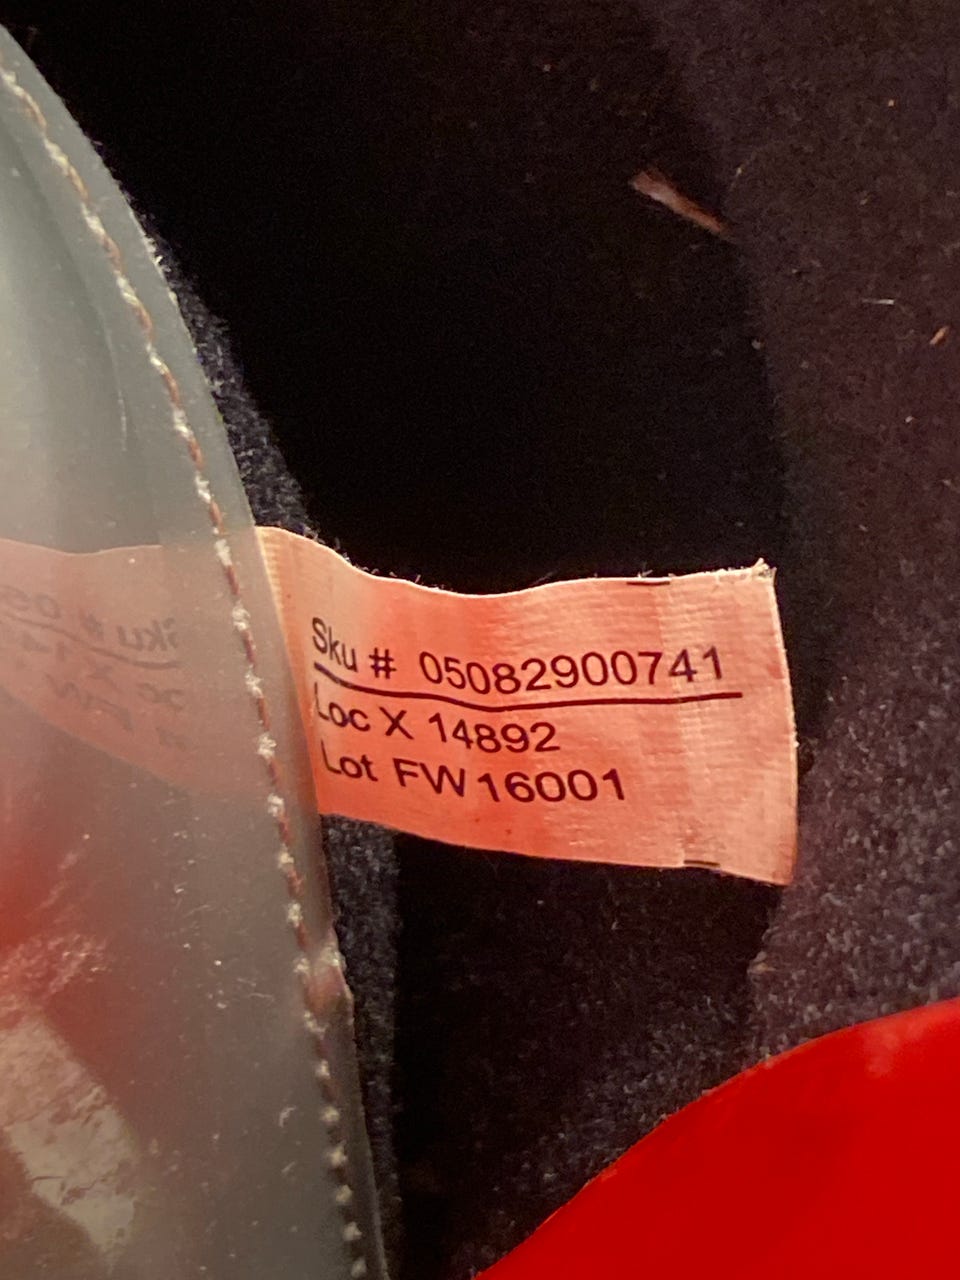 Sku # 05082900741
Loc X 14892
Lot FW16001